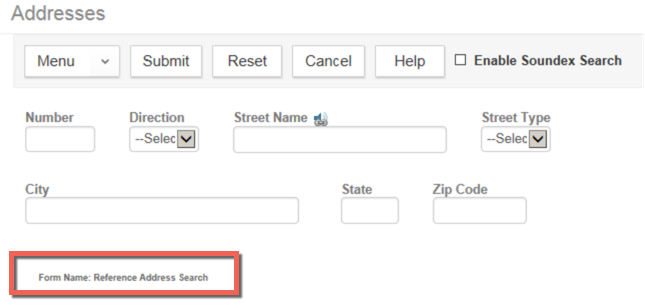 Addresses
Menu Submit Reset Cancel Help Enable Soundex Search
Number Direction Street Name Street Type
--Selec --Selec
City State Zip Code
Form Name: Reference Address Search